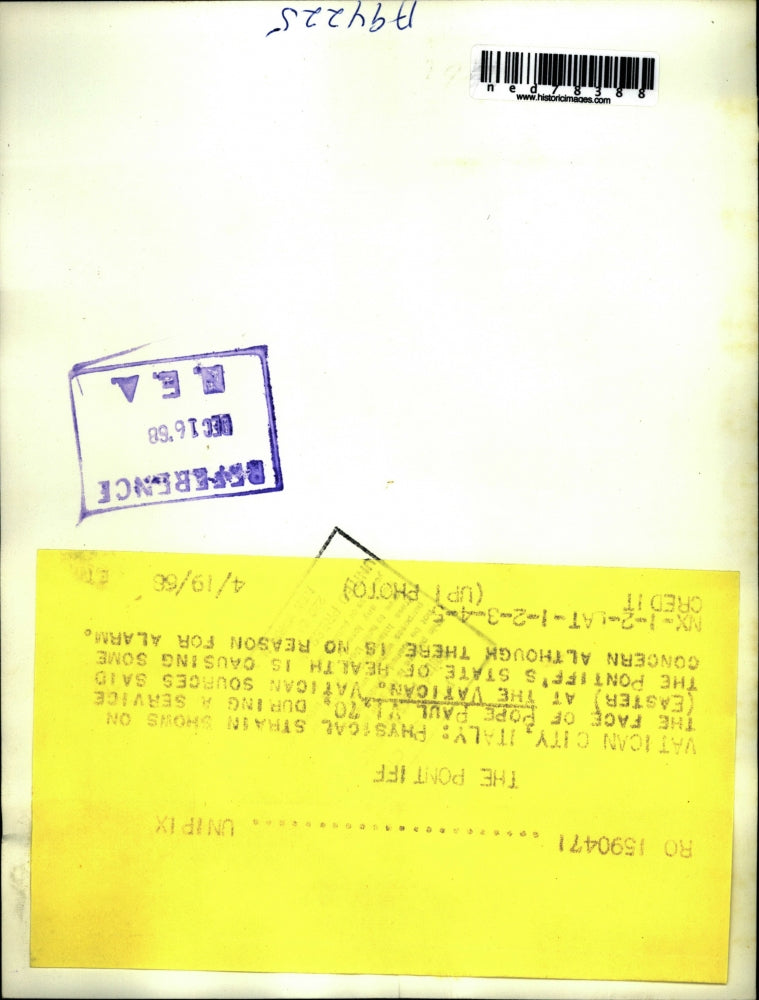 A94225
ned78388
www.historicimages.com
N.E.A
DEC 16 '68
REFERENCE
RO 1590471 ........................ UNIPIX
THE PONTIFF
VATICAN CITY, ITALY: PHYSICAL STRAIN SHOWS ON
THE FACE OF POPE PAUL VI, 70, DURING A SERVICE
(EASTER) AT THE VATICAN. VATICAN SOURCES SAID
THE PONTIFF'S STATE OF HEALTH IS CAUSING SOME
CONCERN ALTHOUGH THERE IS NO REASON FOR ALARM.
NX-1-2-LAT-1-2-3-4-5
CREDIT (UPI PHOTO) 4/19/68